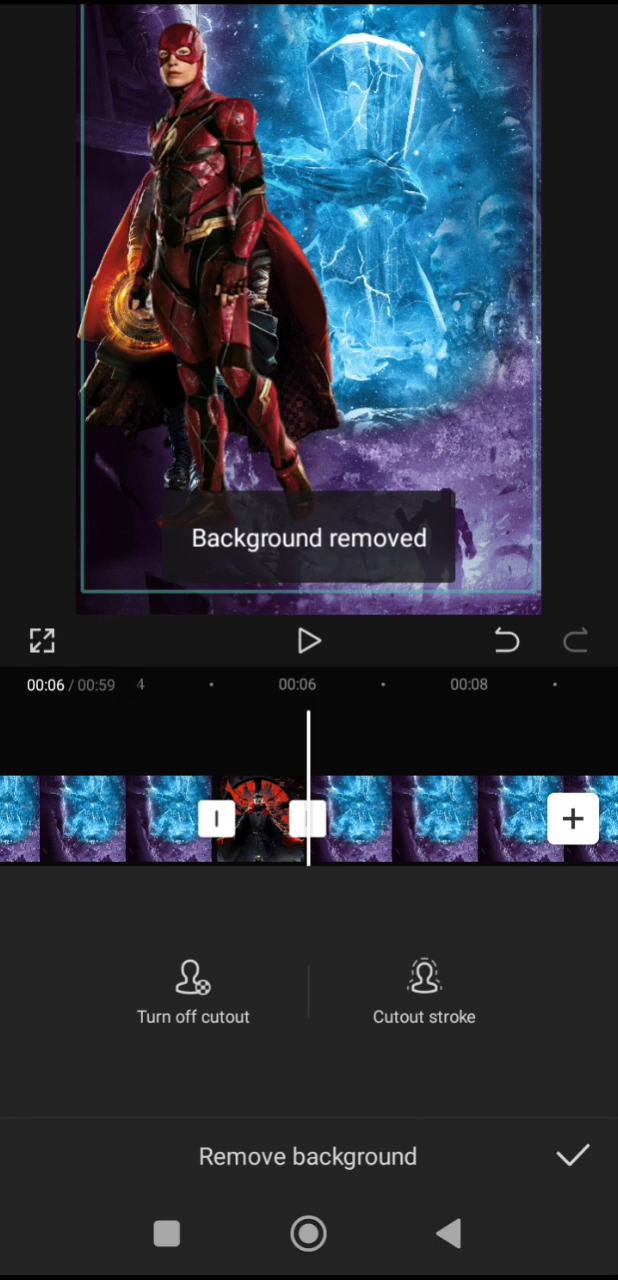 Background removed
00:06 / 00:59 4 00:06 00:08
Turn off cutout Cutout stroke
Remove background